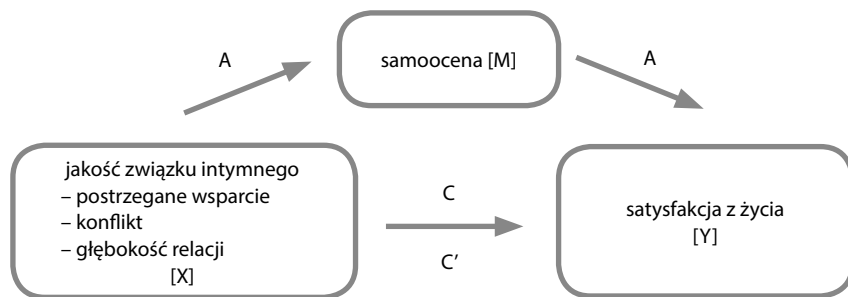 A
samoocena [M]
A
jakość związku intymnego
– postrzegane wsparcie
– konflikt
– głębokość relacji
[X]
C
C′
satysfakcja z życia
[Y]